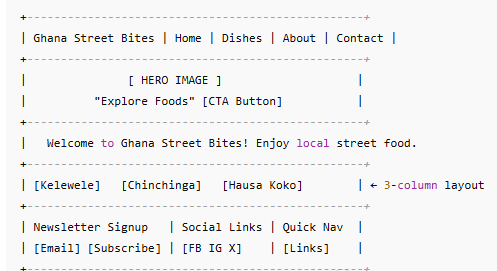 +------------------------------------------------+
| Ghana Street Bites | Home | Dishes | About | Contact |
+------------------------------------------------+
| [ HERO IMAGE ] |
| "Explore Foods" [CTA Button] |
+------------------------------------------------+
| Welcome to Ghana Street Bites! Enjoy local street food.
+------------------------------------------------+
| [Kelewele] [Chinchinga] [Hausa Koko] | ← 3-column layout
+------------------------------------------------+
| Newsletter Signup | Social Links | Quick Nav |
| [Email] [Subscribe] | [FB IG X] | [Links] |
+------------------------------------------------+